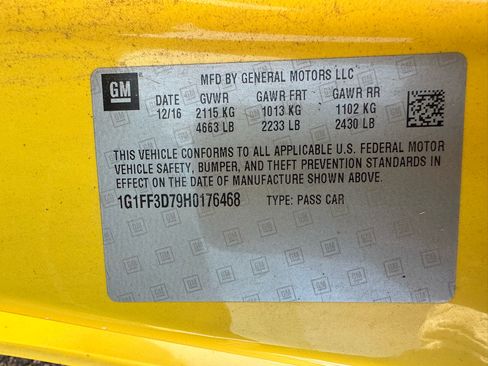 GM
MFD BY GENERAL MOTORS LLC
12/16 GVWR GAWR FRT GAWR RR
2115 KG 1013 KG 1102 KG
4663 LB 2233 LB 2430 LB
THIS VEHICLE CONFORMS TO ALL APPLICABLE U.S. FEDERAL MOTOR
VEHICLE SAFETY, BUMPER, AND THEFT PREVENTION STANDARDS IN
EFFECT ON THE DATE OF MANUFACTURE SHOWN ABOVE.
1G1FF3D79H0176468 TYPE: PASS CAR